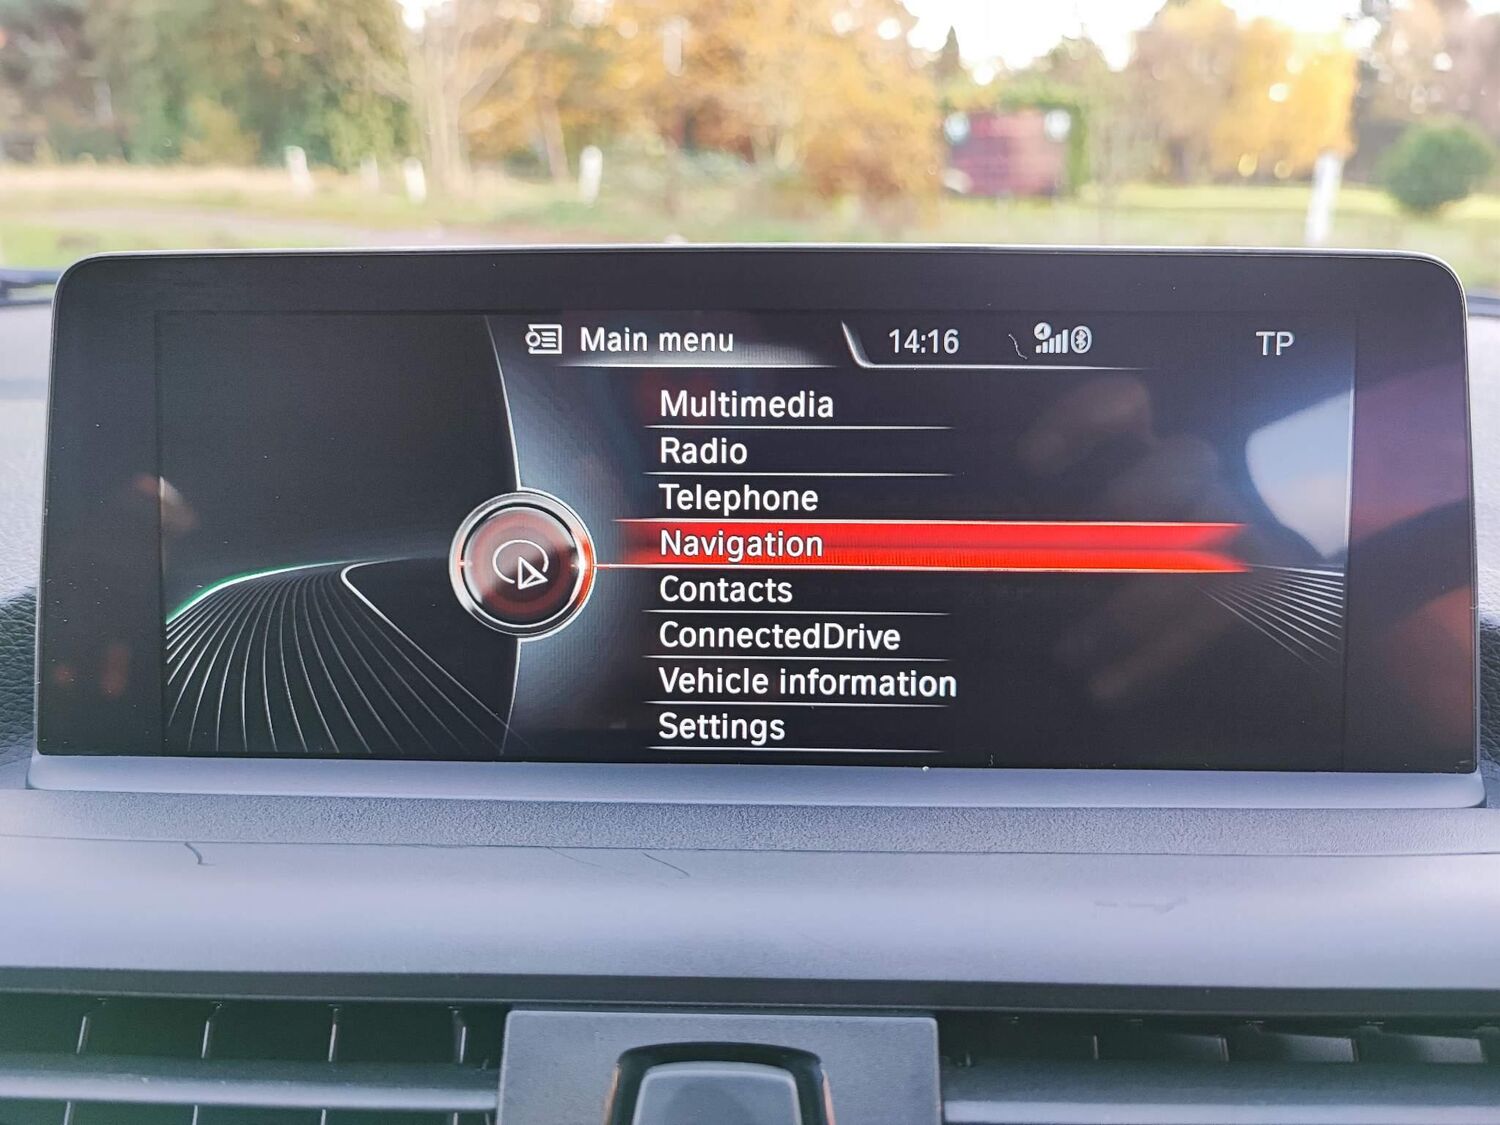 Main menu 14:16 TP
Multimedia
Radio
Telephone
Navigation
Contacts
ConnectedDrive
Vehicle information
Settings